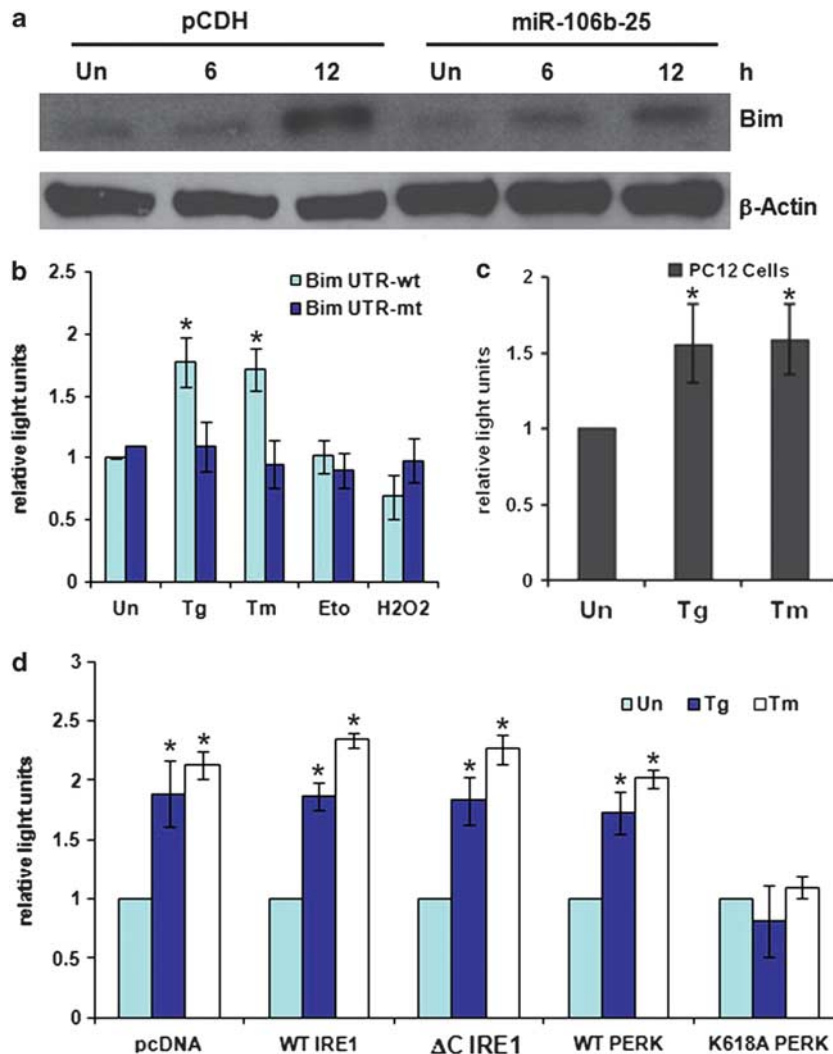 a
pCDH miR-106b-25
Un 6 12 Un 6 12 h
Bim
β-Actin
b
2.5
2
1.5
1
0.5
0
relative light units
Bim UTR-wt
Bim UTR-mt
* *
Un Tg Tm Eto H2O2
c
2
1.5
1
0.5
0
relative light units
PC12 Cells
* *
Un Tg Tm
d
3
2.5
2
1.5
1
0.5
0
relative light units
Un Tg Tm
* * * * * * * *
pcDNA WT IRE1 ΔC IRE1 WT PERK K618A PERK